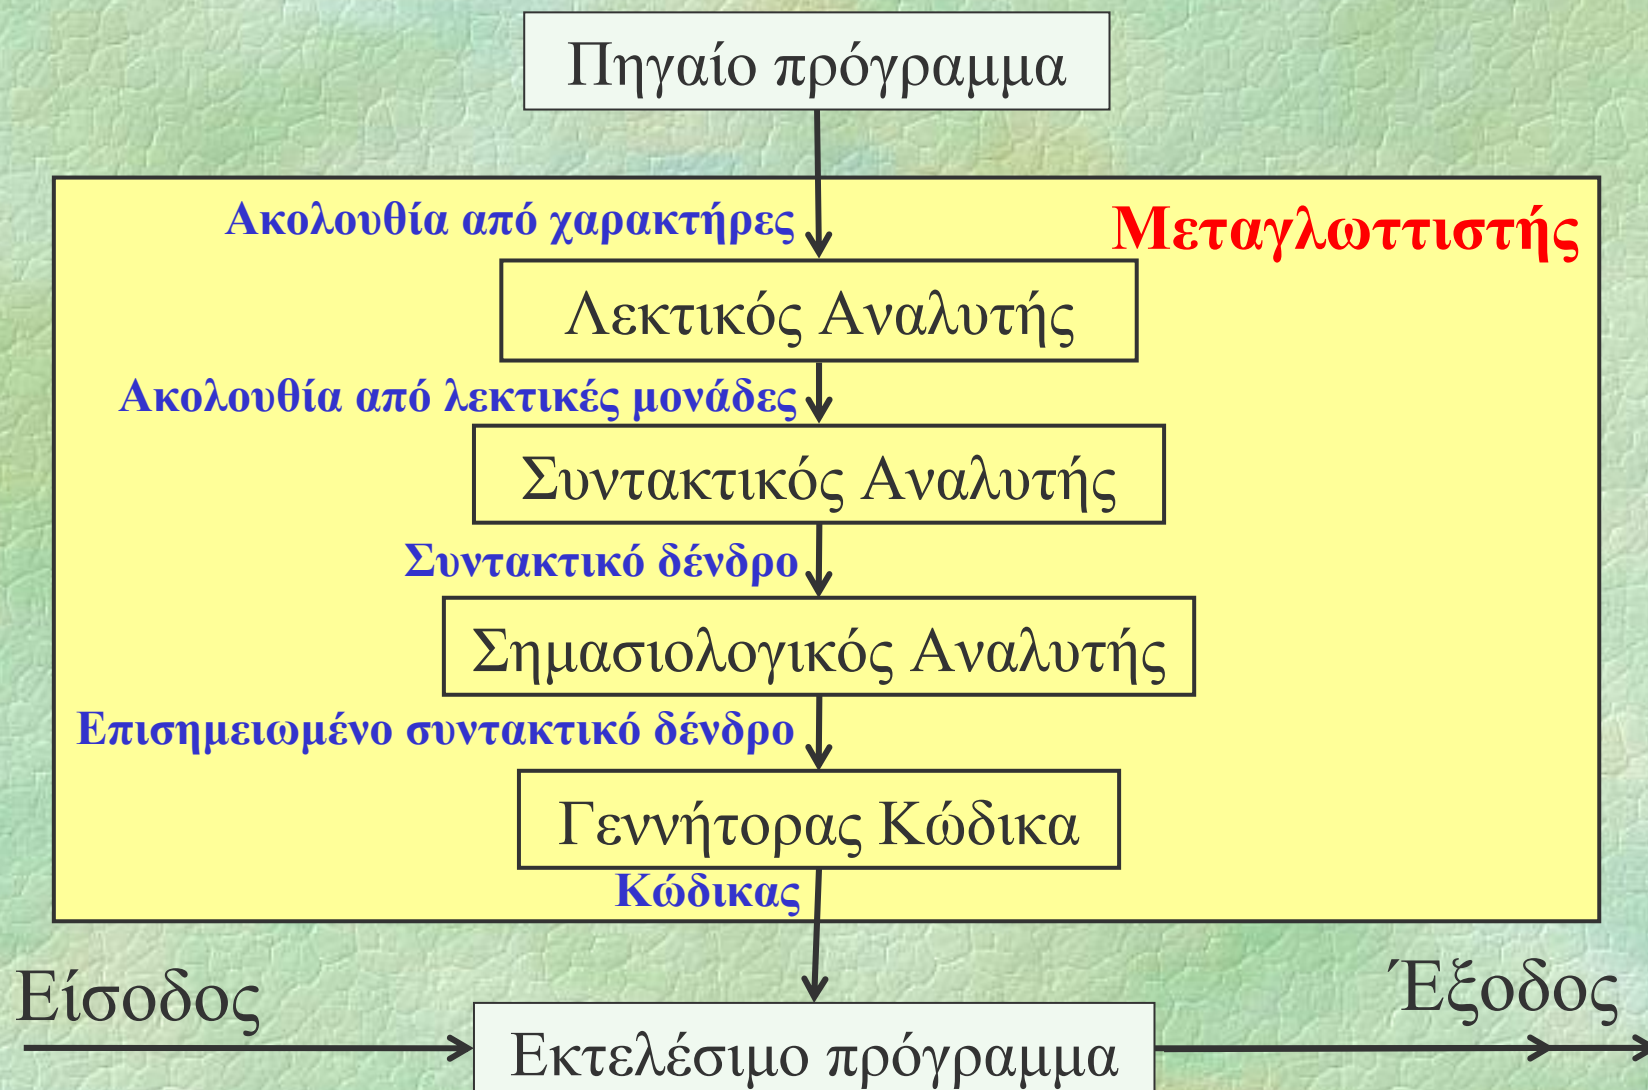 Πηγαίο πρόγραμμα
Ακολουθία από χαρακτήρες
Μεταγλωττιστής
Λεκτικός Αναλυτής
Ακολουθία από λεκτικές μονάδες
Συντακτικός Αναλυτής
Συντακτικό δένδρο
Σημασιολογικός Αναλυτής
Επισημειωμένο συντακτικό δένδρο
Γεννήτορας Κώδικα
Κώδικας
Είσοδος
Έξοδος
Εκτελέσιμο πρόγραμμα